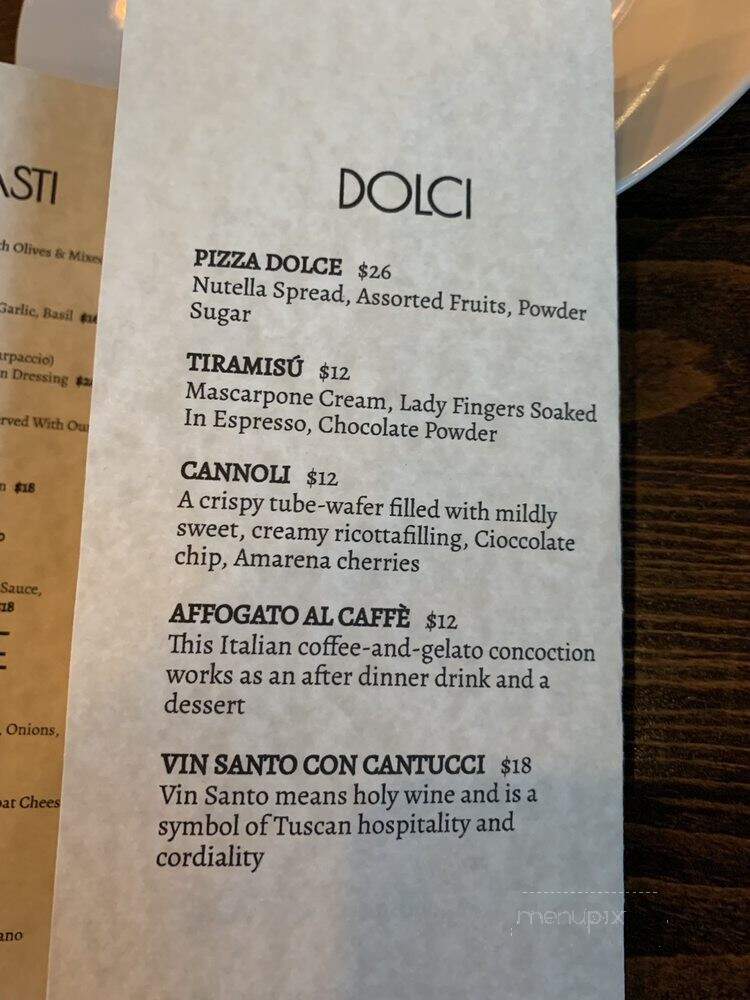 ASTI
h Olives & Mixe
Garlic, Basil
arpaccio)
n Dressing
rved With Our
n $18
Sauce,
, Onions,
at Chees
ano
DOLCI
PIZZA DOLCE $26
Nutella Spread, Assorted Fruits, Powder
Sugar
TIRAMISÚ $12
Mascarpone Cream, Lady Fingers Soaked
In Espresso, Chocolate Powder
CANNOLI $12
A crispy tube-wafer filled with mildly
sweet, creamy ricottafilling, Cioccolate
chip, Amarena cherries
AFFOGATO AL CAFFÈ $12
This Italian coffee-and-gelato concoction
works as an after dinner drink and a
dessert
VIN SANTO CON CANTUCCI $18
Vin Santo means holy wine and is a
symbol of Tuscan hospitality and
cordiality
menupix